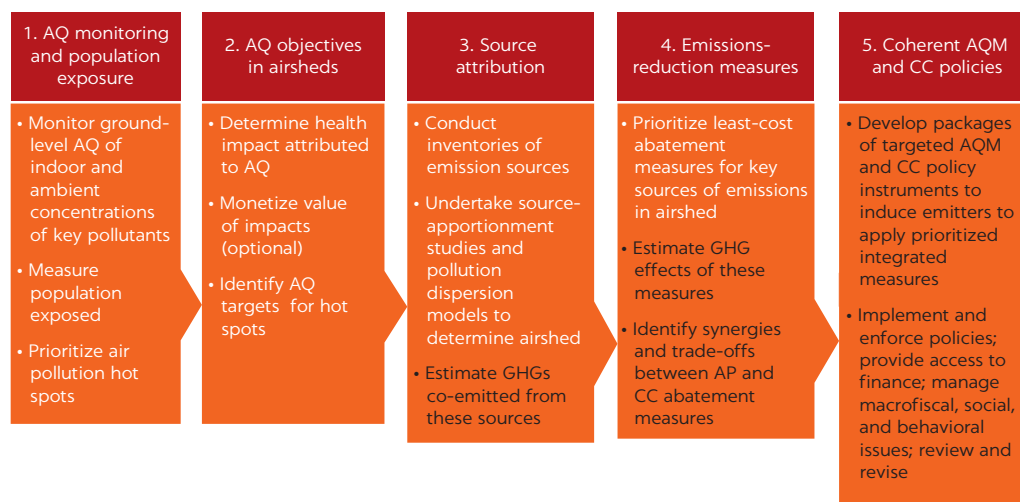 1. AQ monitoring
and population
exposure
• Monitor ground-
level AQ of
indoor and
ambient
concentrations
of key pollutants
• Measure
population
exposed
• Prioritize air
pollution hot
spots
2. AQ objectives
in airsheds
• Determine health
impact attributed
to AQ
• Monetize value
of impacts
(optional)
• Identify AQ
targets for hot
spots
3. Source
attribution
• Conduct
inventories of
emission sources
• Undertake source-
apportionment
studies and
pollution
dispersion
models to
determine airshed
• Estimate GHGs
co-emitted from
these sources
4. Emissions-
reduction measures
• Prioritize least-cost
abatement
measures for key
sources of emissions
in airshed
• Estimate GHG
effects of these
measures
• Identify synergies
and trade-offs
between AP and
CC abatement
measures
5. Coherent AQM
and CC policies
• Develop packages
of targeted AQM
and CC policy
instruments to
induce emitters to
apply prioritized
integrated
measures
• Implement and
enforce policies;
provide access to
finance; manage
macrofiscal, social,
and behavioral
issues; review and
revise